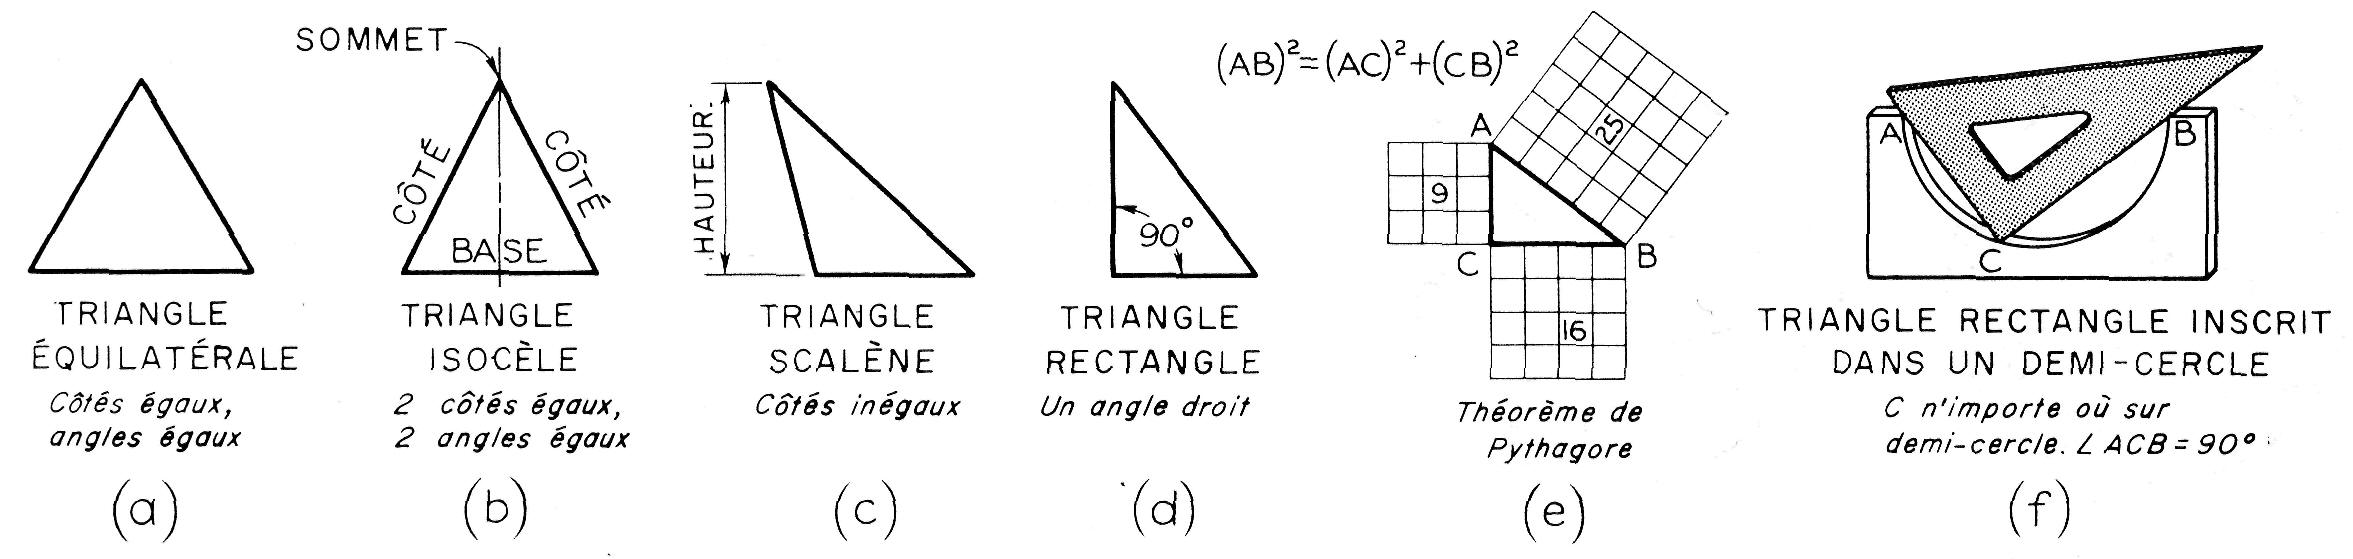 SOMMET
CÔTÉ
CÔTÉ
BASE
TRIANGLE
ÉQUILATÉRALE
Côtés égaux,
angles égaux
(a)
TRIANGLE
ISOCÈLE
2 côtés égaux,
2 angles égaux
(b)
HAUTEUR
TRIANGLE
SCALÈNE
Côtés inégaux
(c)
90°
TRIANGLE
RECTANGLE
Un angle droit
(d)
(AB)²=(AC)²+(CB)²
A
25
9
C
B
16
Théorème de
Pythagore
(e)
A
B
C
TRIANGLE RECTANGLE INSCRIT
DANS UN DEMI-CERCLE
C n'importe où sur
demi-cercle. ∠ ACB = 90°
(f)